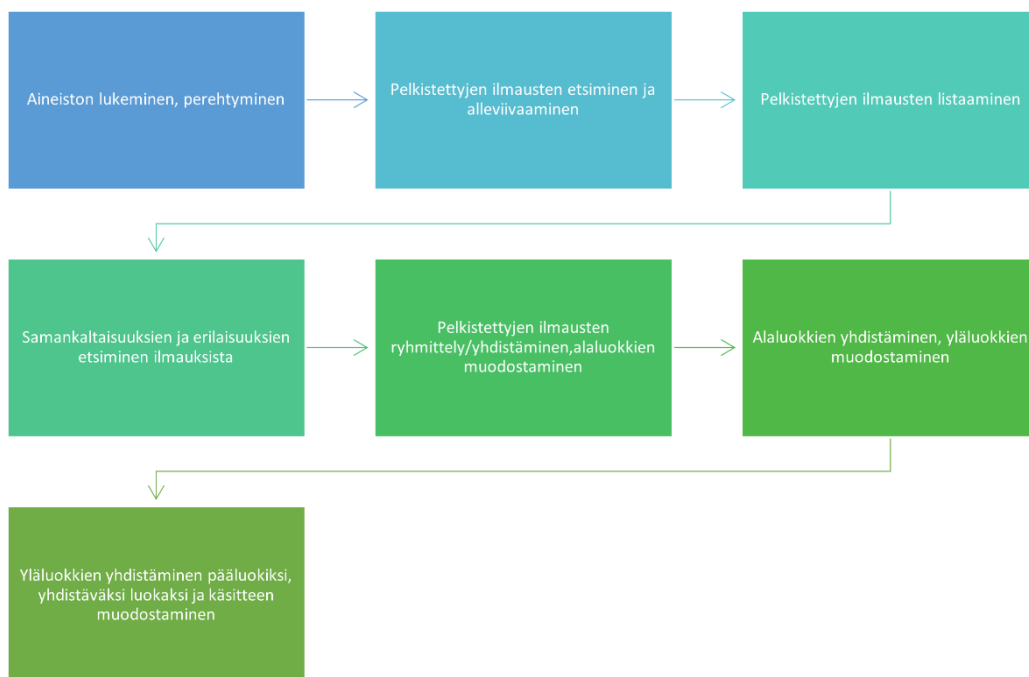 Aineiston lukeminen, perehtyminen
Pelkistettyjen ilmausten etsiminen ja
alleviivaaminen
Pelkistettyjen ilmausten listaaminen
Samankaltaisuuksien ja erilaisuuksien
etsiminen ilmauksista
Pelkistettyjen ilmausten
ryhmittely/yhdistäminen,alaluokkien
muodostaminen
Alaluokkien yhdistäminen, yläluokkien
muodostaminen
Yläluokkien yhdistäminen pääluokiksi,
yhdistäväksi luokaksi ja käsitteen
muodostaminen